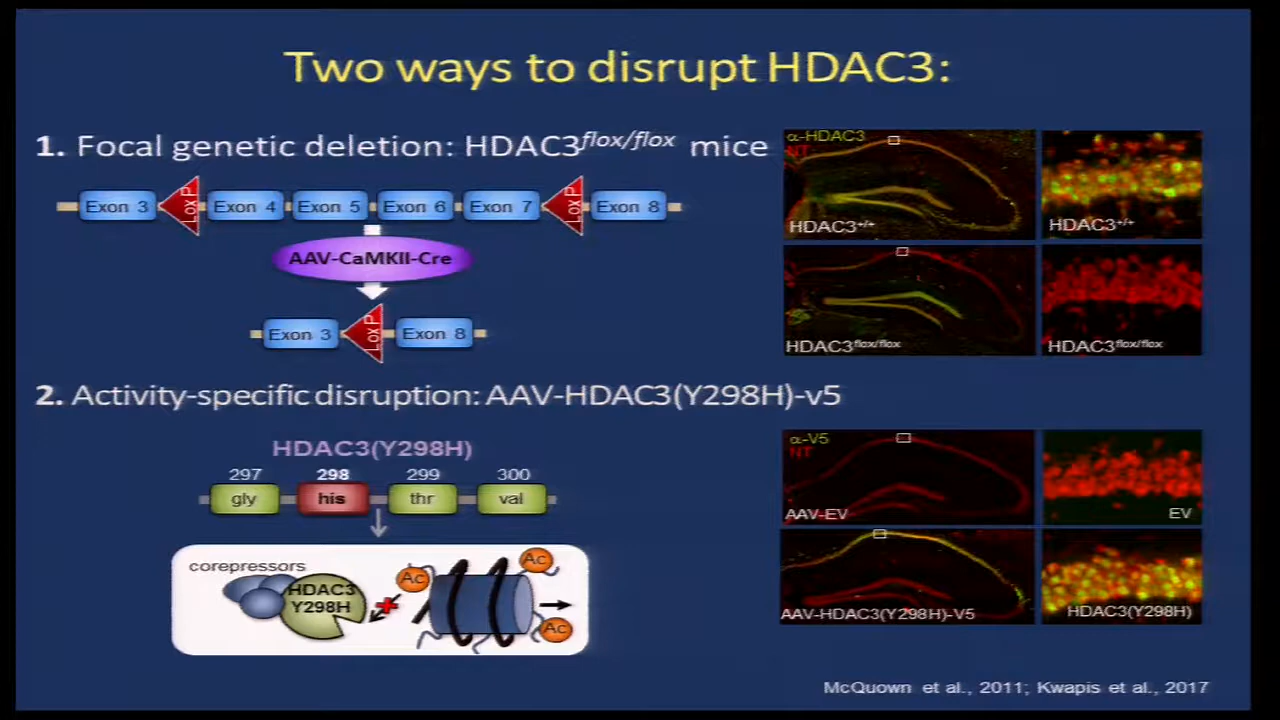 Two ways to disrupt HDAC3:
1. Focal genetic deletion: HDAC3flox/flox mice
Exon 3 LoxP Exon 4 Exon 5 Exon 6 Exon 7 LoxP Exon 8
AAV-CaMKII-Cre
Exon 3 LoxP Exon 8
α-HDAC3
NT
HDAC3+/+
HDAC3+/+
HDAC3flox/flox
HDAC3flox/flox
2. Activity-specific disruption: AAV-HDAC3(Y298H)-v5
HDAC3(Y298H)
297 298 299 300
gly his thr val
corepressors
HDAC3
Y298H
Ac
Ac
Ac
α-V5
NT
AAV-EV
EV
AAV-HDAC3(Y298H)-V5
HDAC3(Y298H)
McQuown et al., 2011; Kwapis et al., 2017